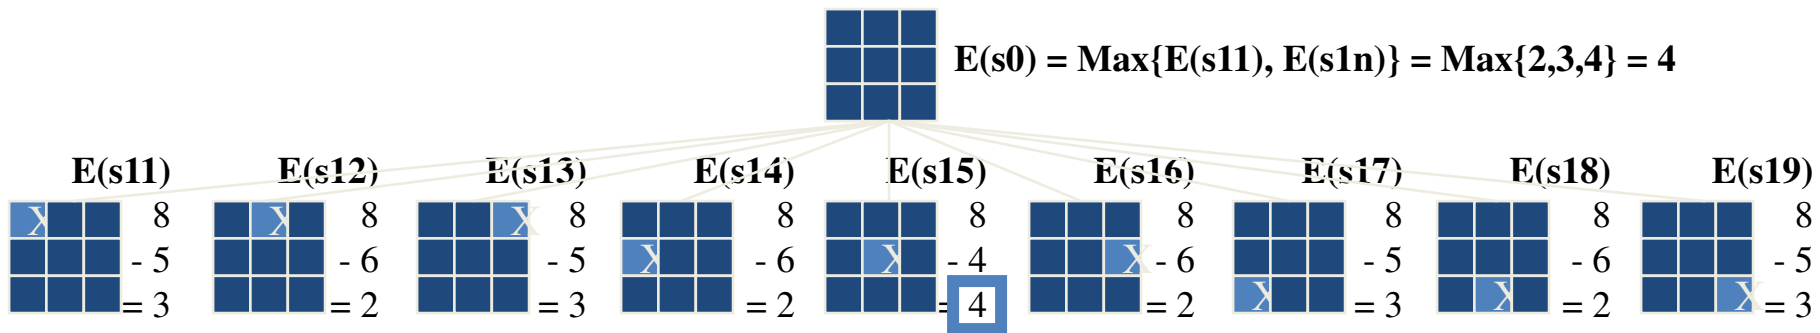 E(s0) = Max{E(s11), E(s1n)} = Max{2,3,4} = 4
E(s11) E(s12) E(s13) E(s14) E(s15) E(s16) E(s17) E(s18) E(s19)
X 8 X 8 X 8 8 8 8 8 8 8
- 5 - 6 - 5 X - 6 X - 4 X - 6 - 5 - 6 - 5
= 3 = 2 = 3 = 2 = 4 = 2 X = 3 X = 2 X = 3